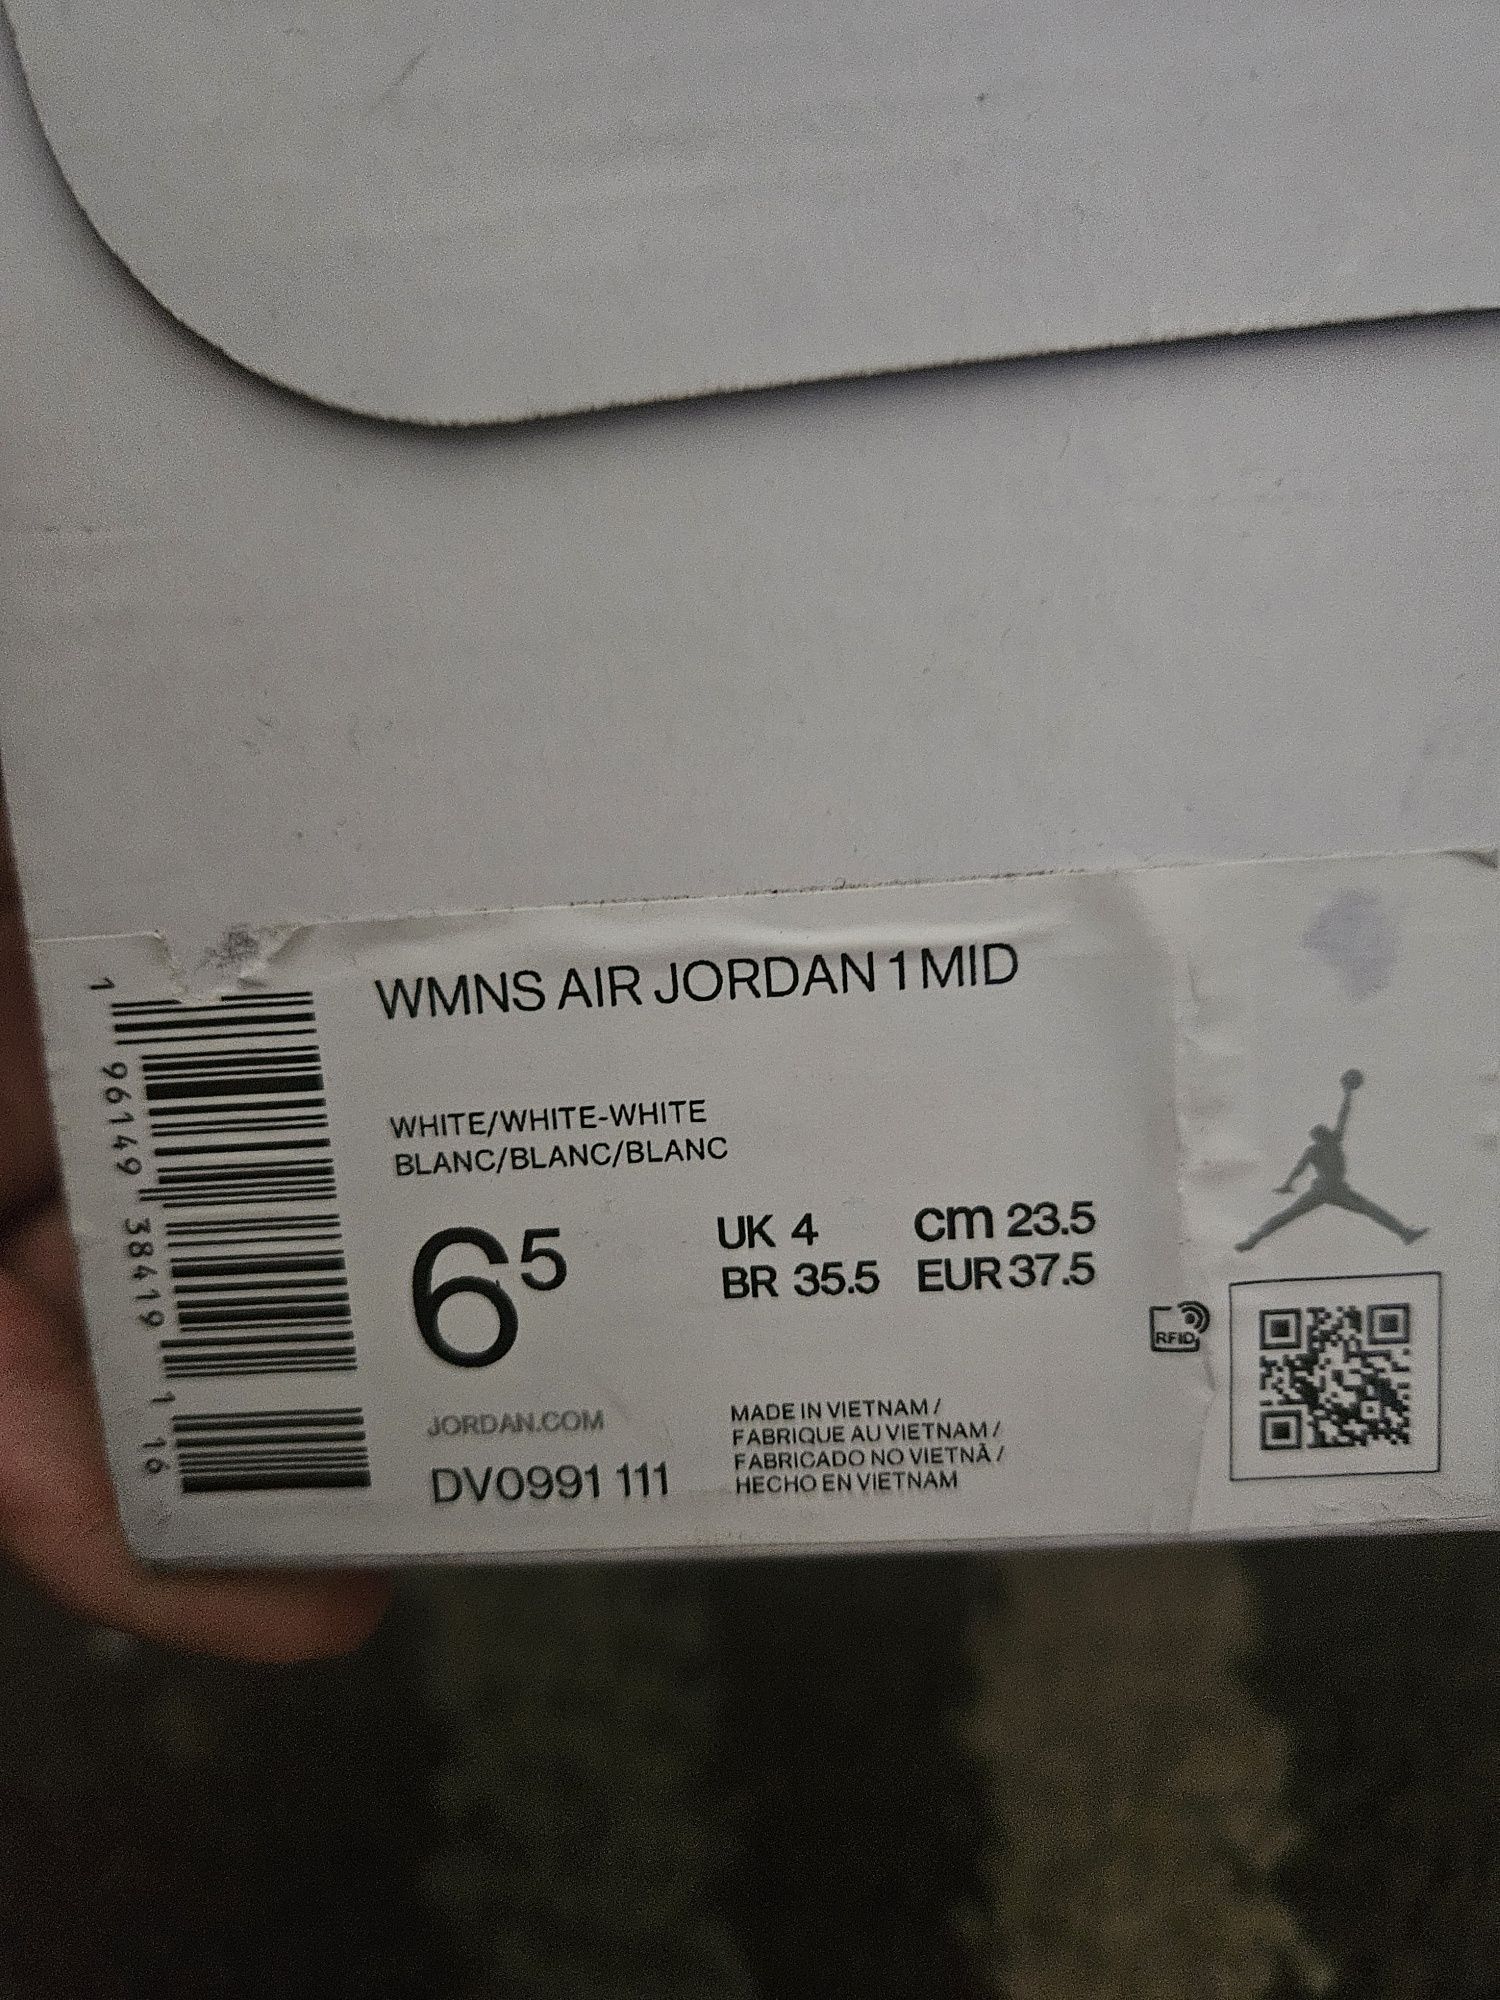 WMNS AIR JORDAN 1 MID
WHITE/WHITE-WHITE
BLANC/BLANC/BLANC
6 5
UK 4 cm 23.5
BR 35.5 EUR 37.5
RFID
JORDAN.COM
DV0991 111
MADE IN VIETNAM /
FABRIQUE AU VIETNAM /
FABRICADO NO VIETNÃ /
HECHO EN VIETNAM
1 96149 38419 1 16